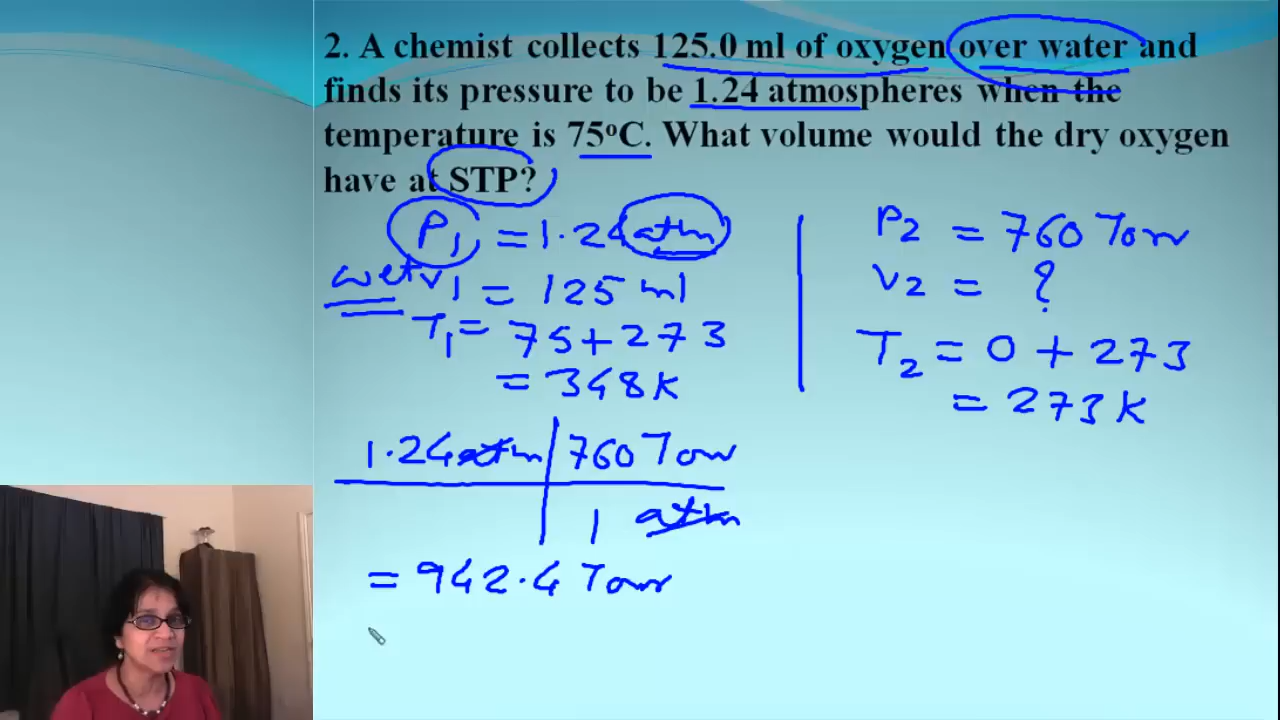 2. A chemist collects 125.0 ml of oxygen over water and
finds its pressure to be 1.24 atmospheres when the
temperature is 75°C. What volume would the dry oxygen
have at STP?
P1 = 1.24 atm
wet V1 = 125 ml
T1 = 75+273
= 348K
P2 = 760 Torr
V2 = ?
T2 = 0 + 273
= 273K
1.24 atm | 760 Torr
1 atm
= 942.4 Torr